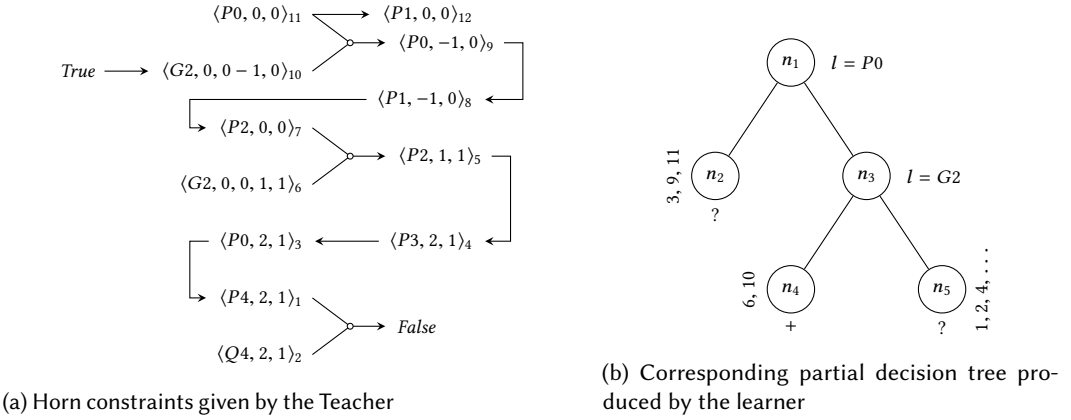 ⟨P0, 0, 0⟩₁₁ ⟨P1, 0, 0⟩₁₂
⟨P0, −1, 0⟩₉
True ⟨G2, 0, 0 − 1, 0⟩₁₀
⟨P1, −1, 0⟩₈
⟨P2, 0, 0⟩₇
⟨P2, 1, 1⟩₅
⟨G2, 0, 0, 1, 1⟩₆
⟨P0, 2, 1⟩₃ ⟨P3, 2, 1⟩₄
⟨P4, 2, 1⟩₁
False
⟨Q4, 2, 1⟩₂
(a) Horn constraints given by the Teacher
n₁ l = P0
3, 9, 11 n₂ n₃ l = G2
?
6, 10 n₄ n₅ 1, 2, 4, . . .
+ ?
(b) Corresponding partial decision tree pro-
duced by the learner